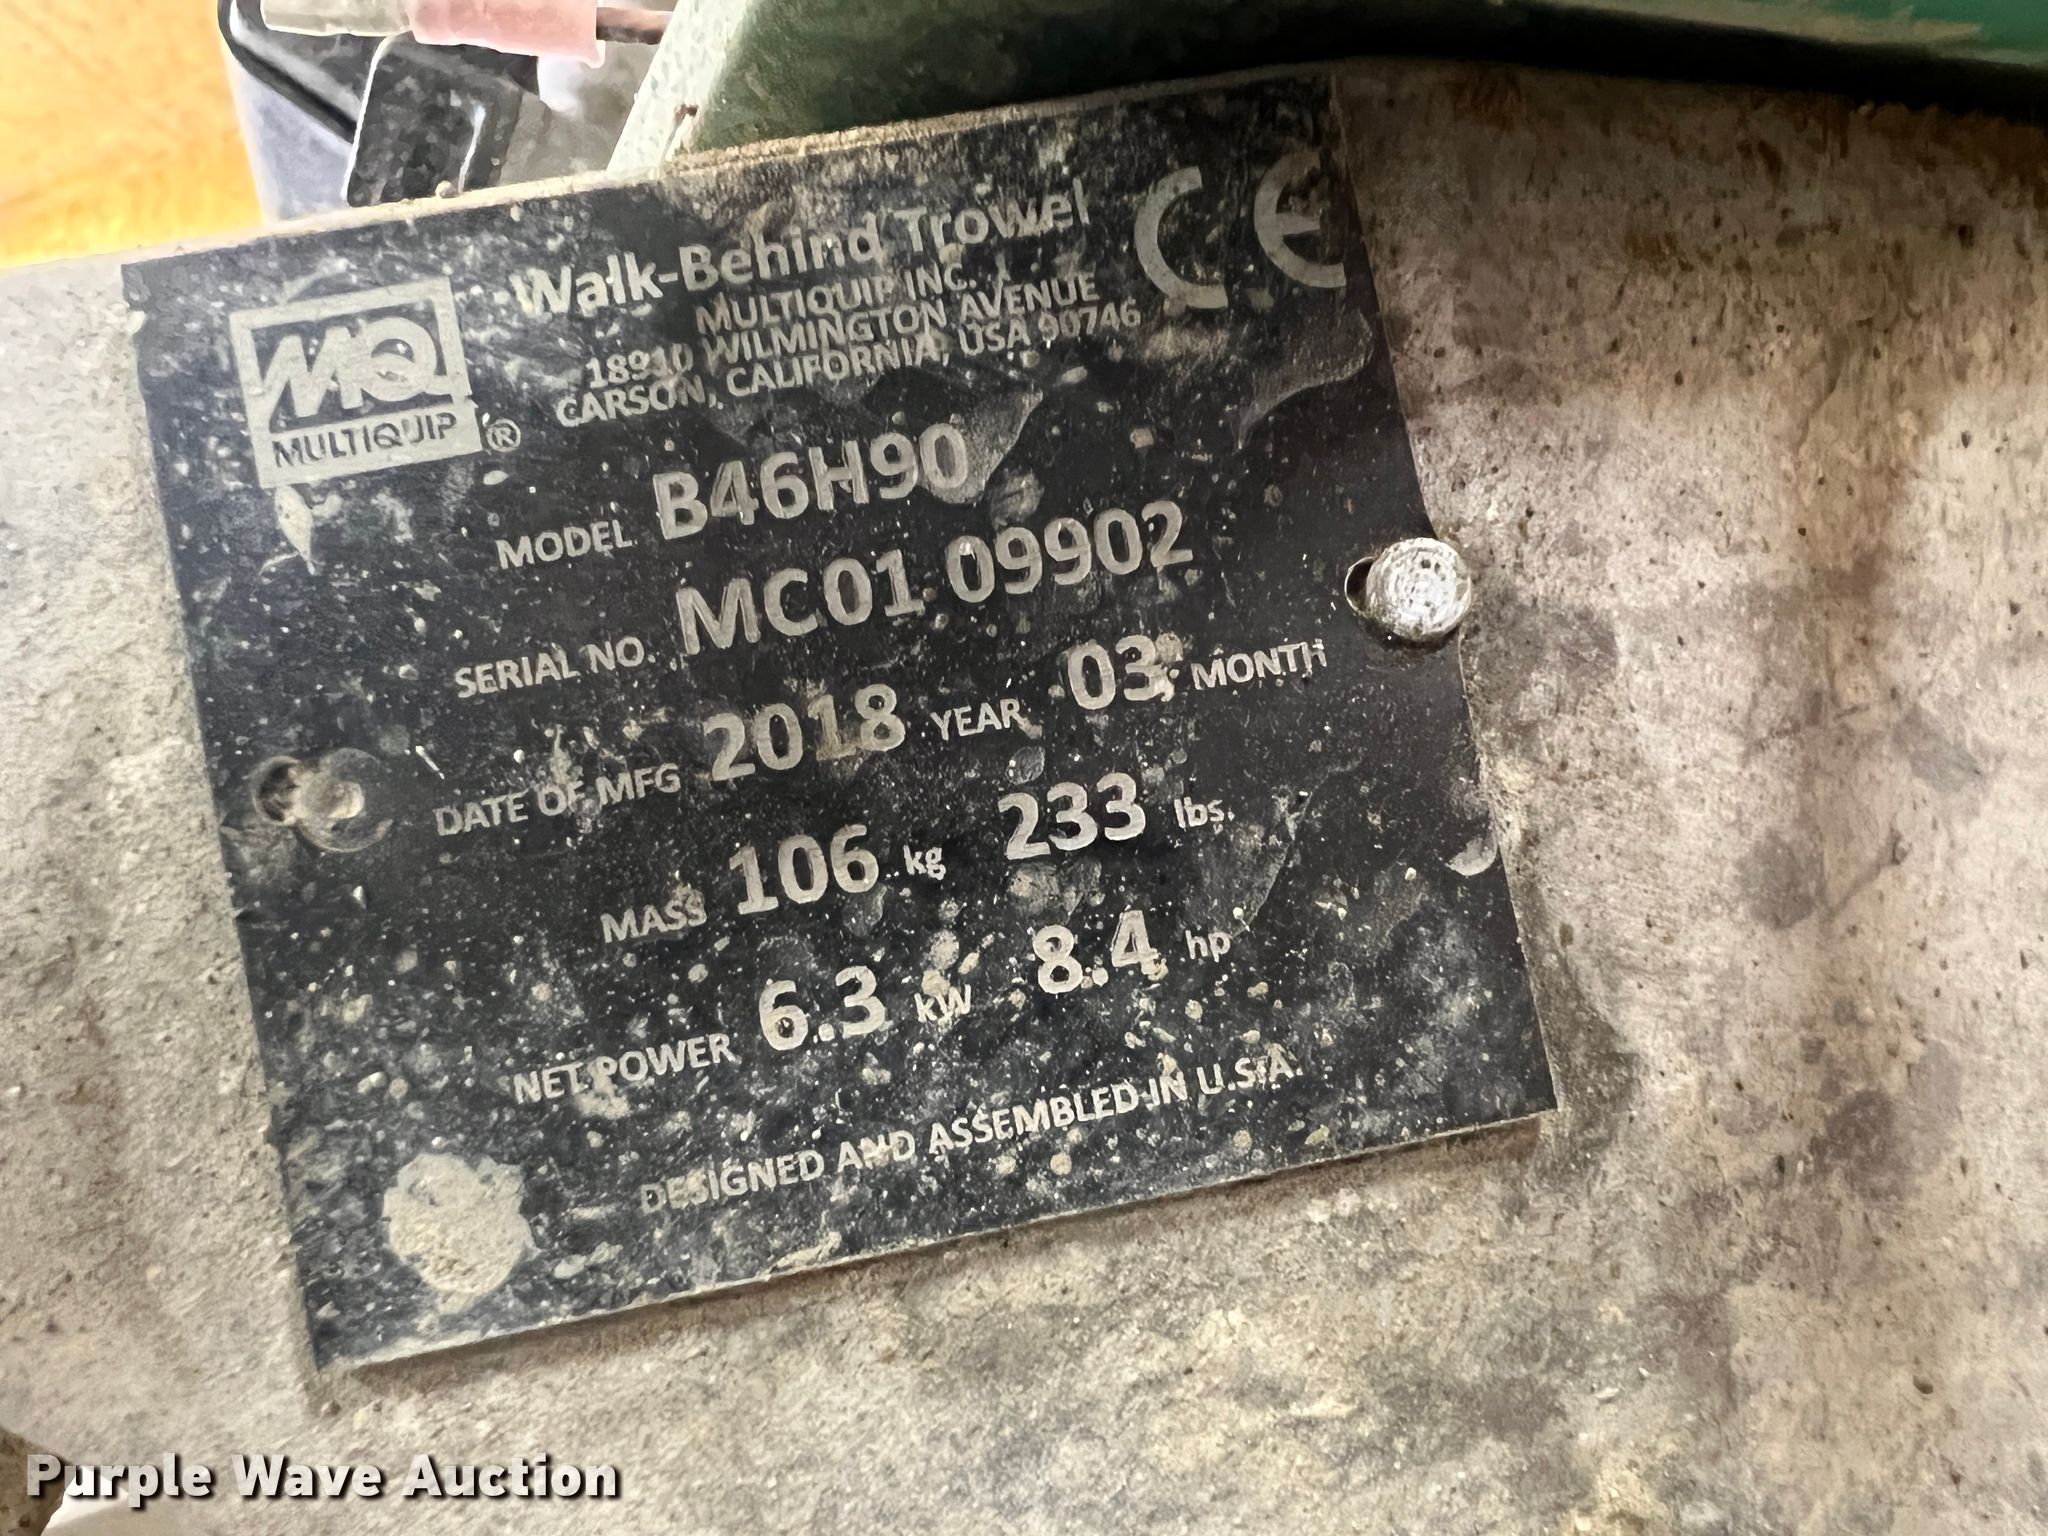 MQ
MULTIQUIP ®
Walk-Behind Trowel
MULTIQUIP INC.
18910 WILMINGTON AVENUE
CARSON, CALIFORNIA, USA 90746
CE
MODEL B46H90
SERIAL NO. MC01 09902
DATE OF MFG 2018 YEAR 03 MONTH
MASS 106 kg 233 lbs.
NET POWER 6.3 kW 8.4 hp
DESIGNED AND ASSEMBLED IN U.S.A.
Purple Wave Auction